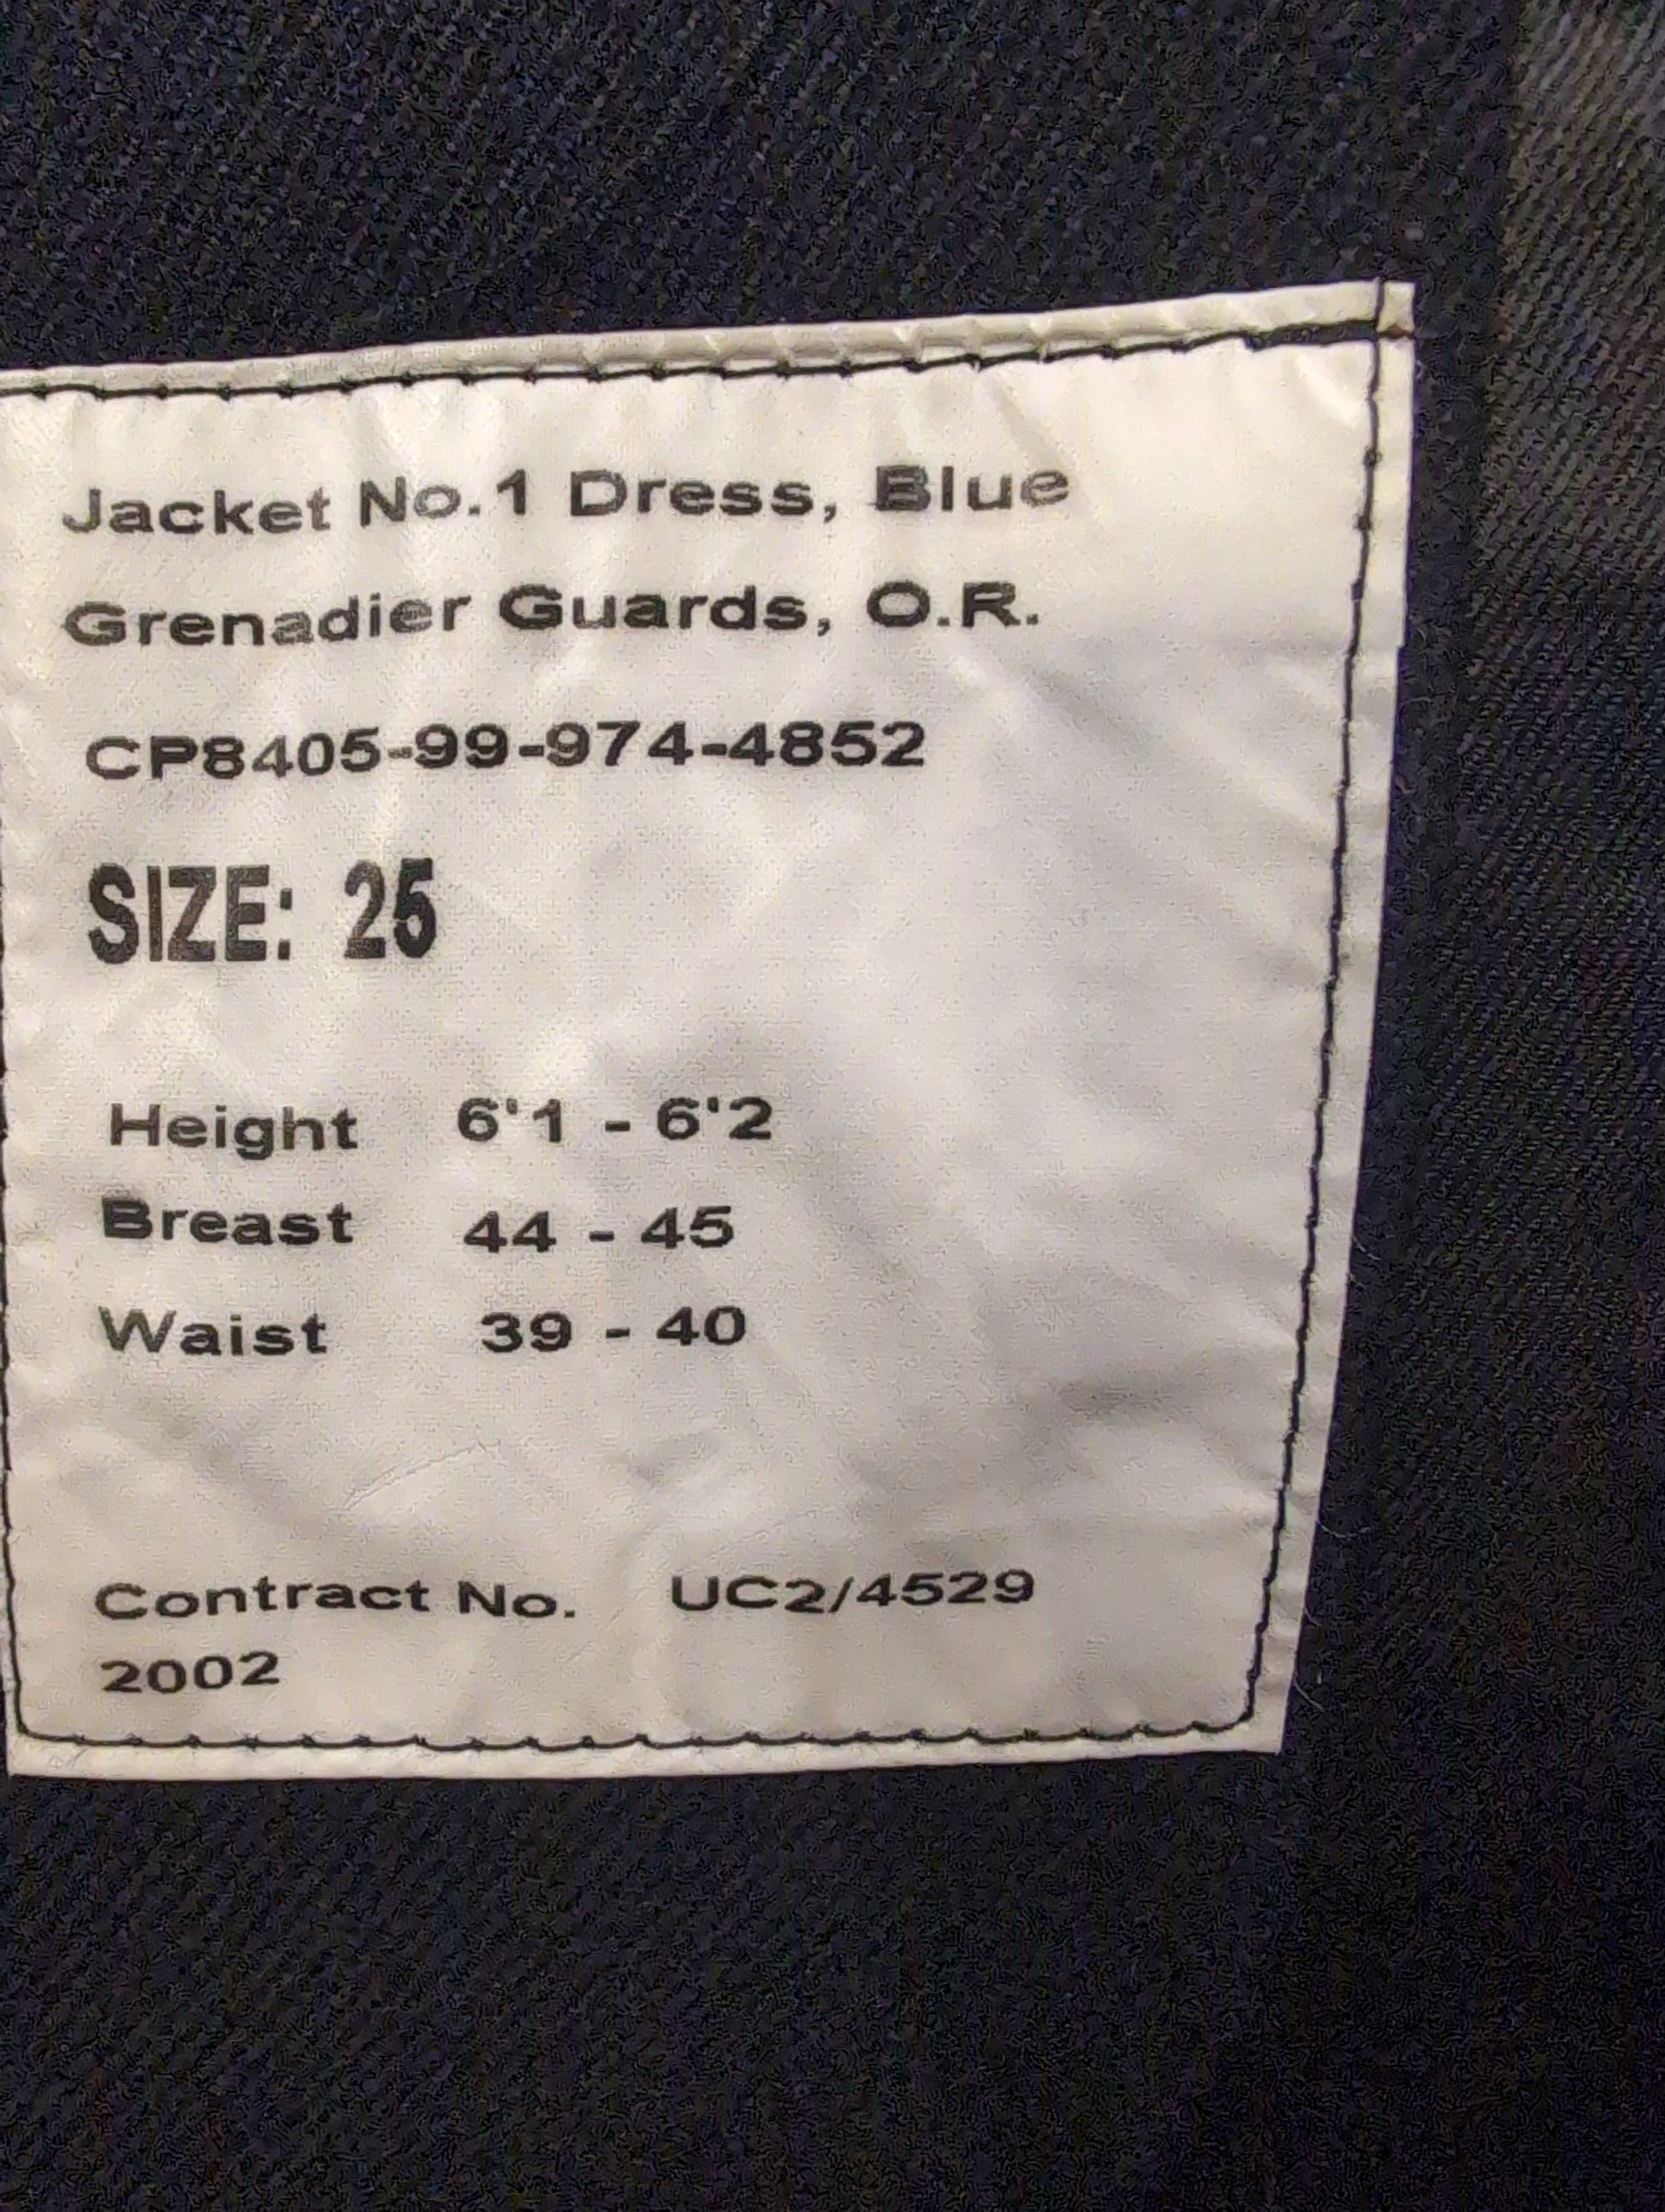 Jacket No.1 Dress, Blue
Grenadier Guards, O.R.
CP8405-99-974-4852
SIZE: 25
Height 6'1 - 6'2
Breast 44 - 45
Waist 39 - 40
Contract No. UC2/4529
2002